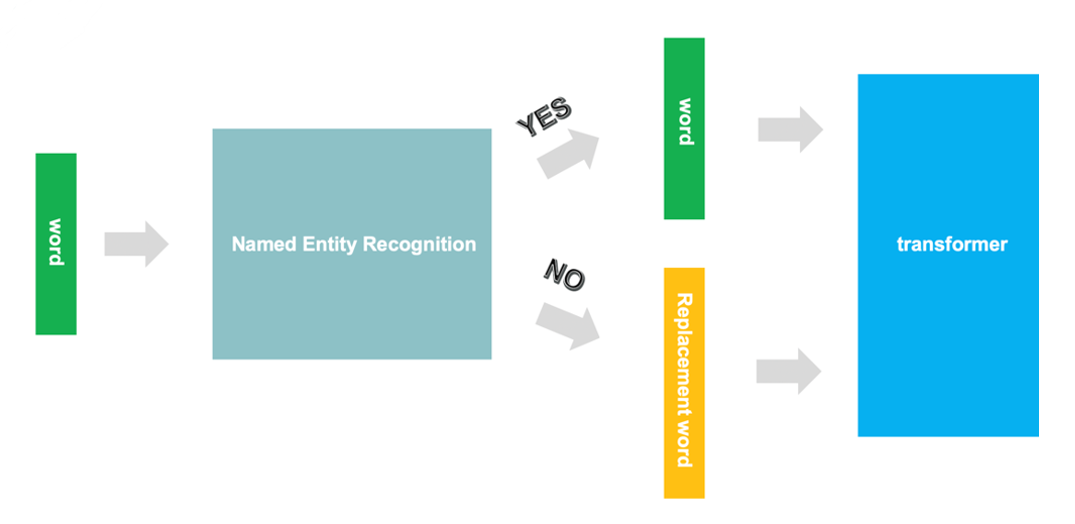 word
Named Entity Recognition
YES
NO
word
Replacement word
transformer